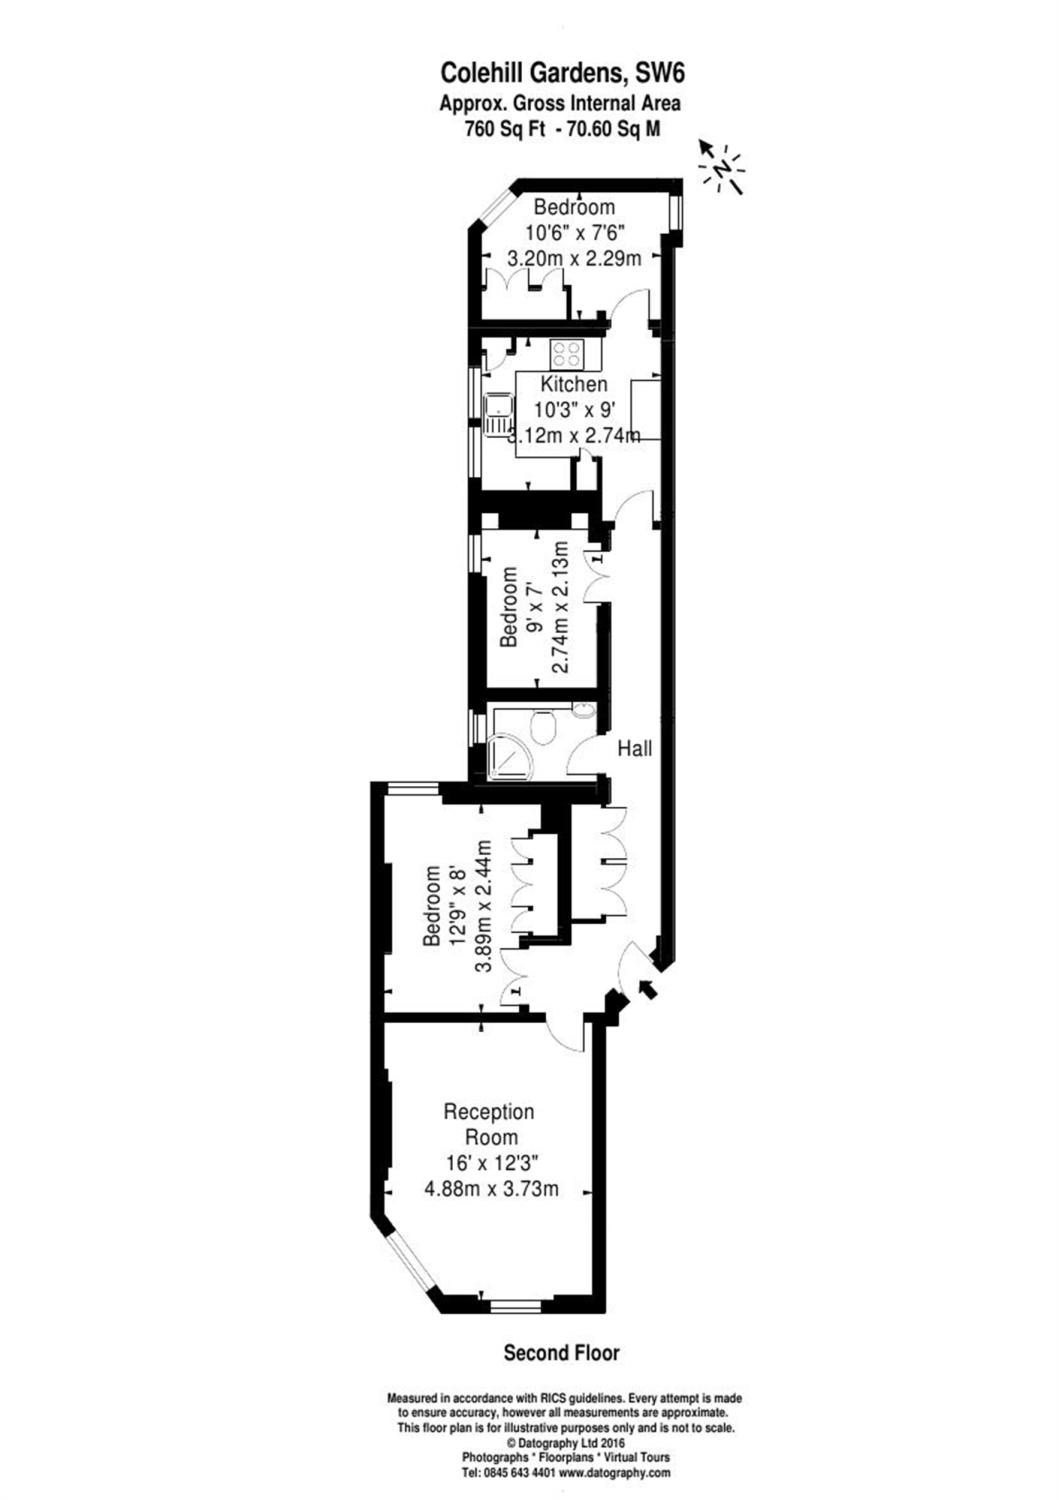 Colehill Gardens, SW6
Approx. Gross Internal Area
760 Sq Ft - 70.60 Sq M
N
Bedroom
10'6" x 7'6"
3.20m x 2.29m
Kitchen
10'3" x 9'
3.12m x 2.74m
Bedroom
9' x 7'
2.74m x 2.13m
Hall
Bedroom
12'9" x 8'
3.89m x 2.44m
Reception
Room
16' x 12'3"
4.88m x 3.73m
Second Floor
Measured in accordance with RICS guidelines. Every attempt is made
to ensure accuracy, however all measurements are approximate.
This floor plan is for illustrative purposes only and is not to scale.
© Datography Ltd 2016
Photographs * Floorplans * Virtual Tours
Tel: 0845 643 4401 www.datography.com